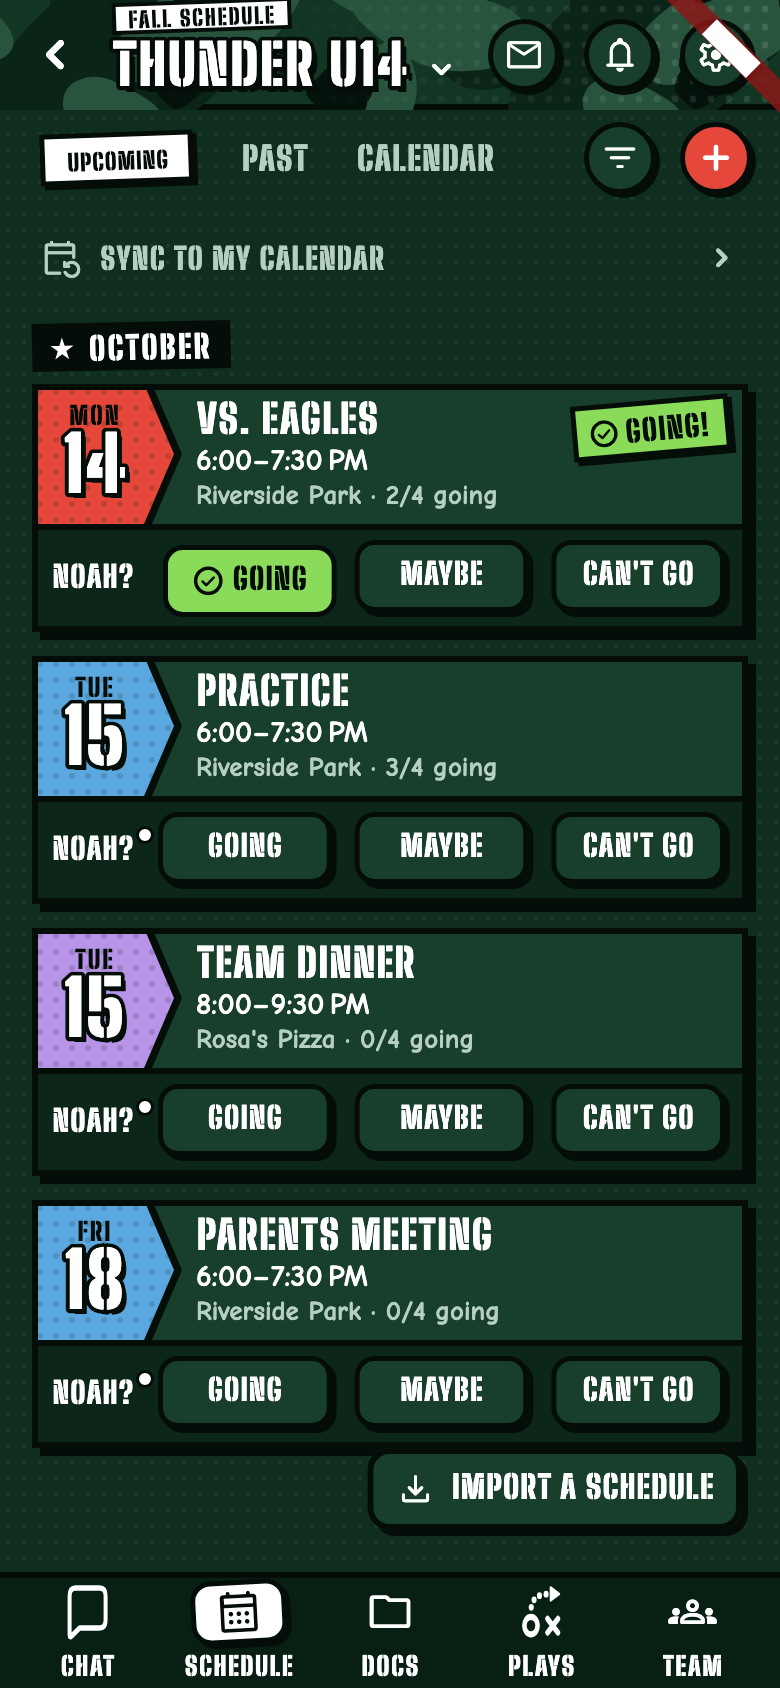 FALL SCHEDULE
THUNDER U14
UPCOMING
PAST
CALENDAR
SYNC TO MY CALENDAR
★ OCTOBER
MON
14
VS. EAGLES
6:00–7:30 PM
Riverside Park · 2/4 going
GOING!
NOAH?
GOING
MAYBE
CAN'T GO
TUE
15
PRACTICE
6:00–7:30 PM
Riverside Park · 3/4 going
NOAH?
GOING
MAYBE
CAN'T GO
TUE
15
TEAM DINNER
8:00–9:30 PM
Rosa's Pizza · 0/4 going
NOAH?
GOING
MAYBE
CAN'T GO
FRI
18
PARENTS MEETING
6:00–7:30 PM
Riverside Park · 0/4 going
NOAH?
GOING
MAYBE
CAN'T GO
IMPORT A SCHEDULE
CHAT
SCHEDULE
DOCS
PLAYS
TEAM